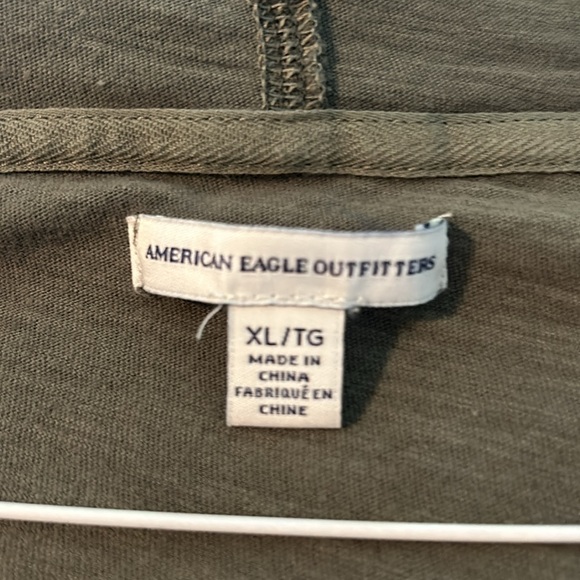 AMERICAN EAGLE OUTFITTERS
XL/TG
MADE IN
CHINA
FABRIQUÉ EN
CHINE